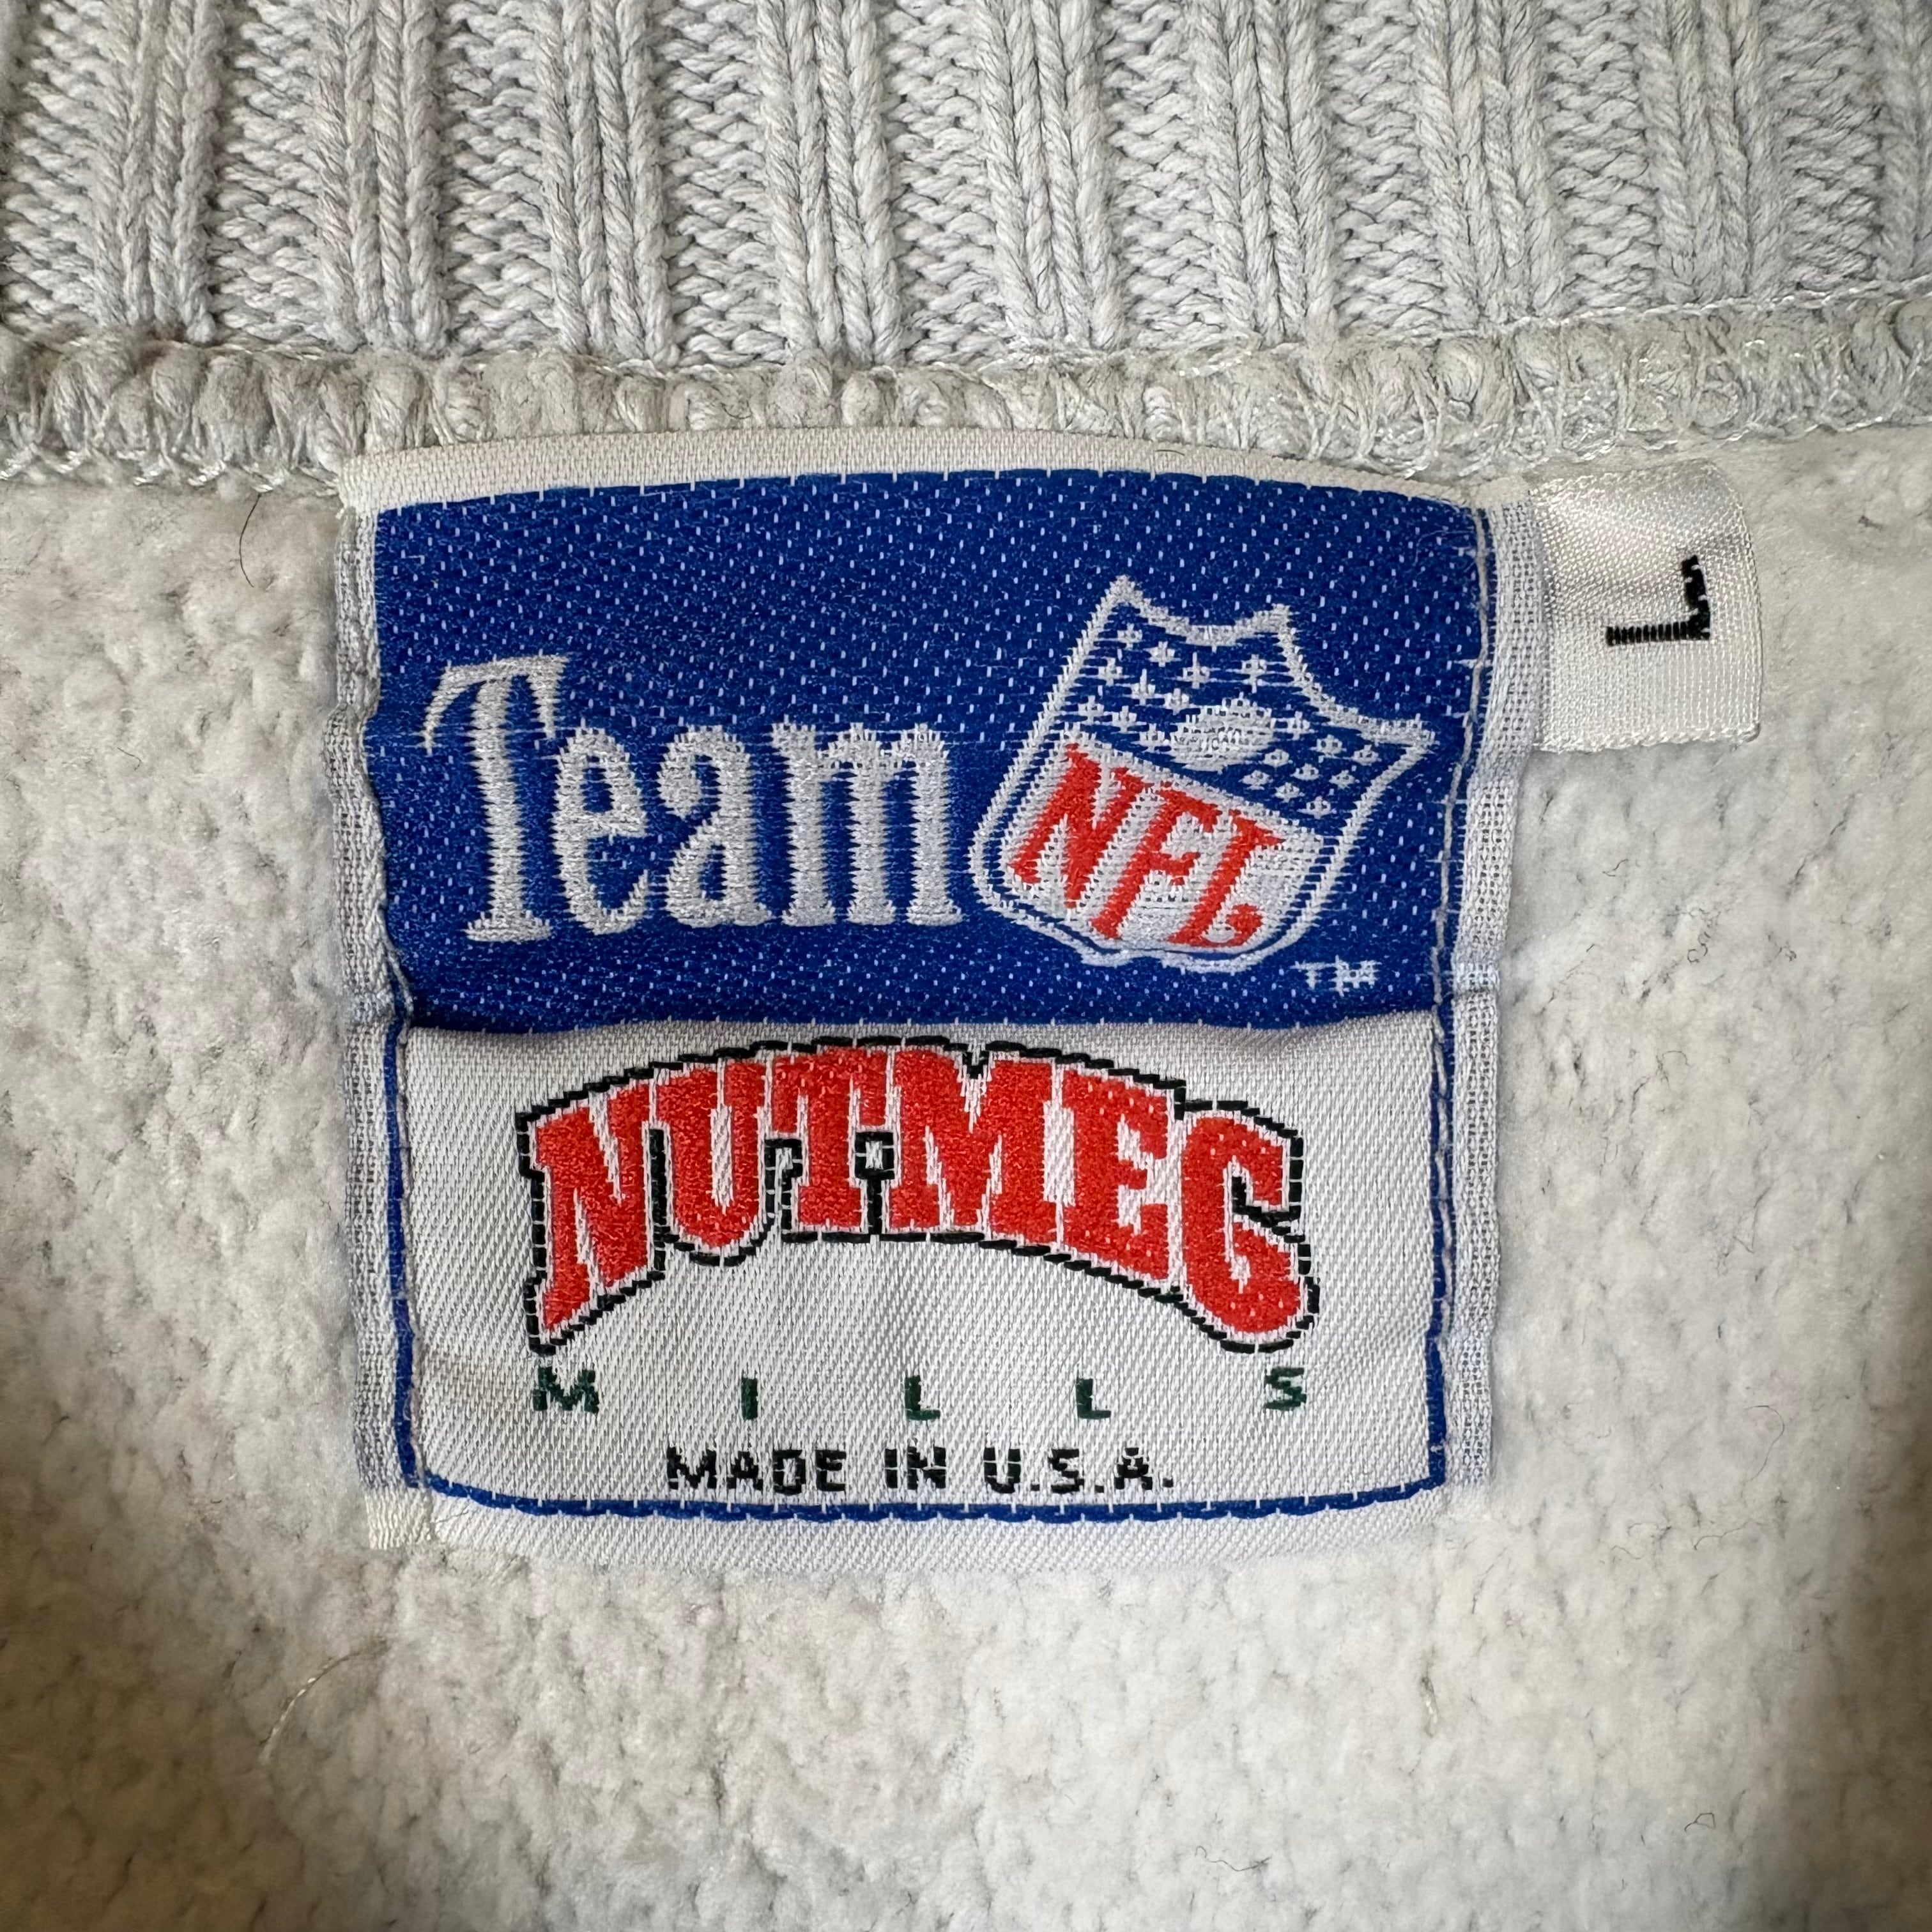 Team NFL
TM
L
NUTMEG
MILLS
MADE IN U.S.A.